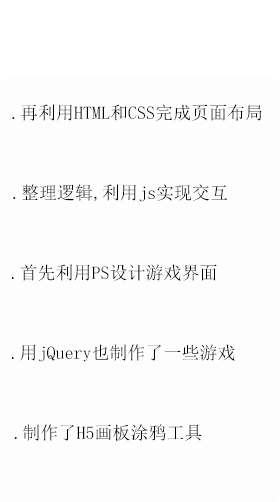 .再利用HTML和CSS完成页面布局
.整理逻辑,利用js实现交互
.首先利用PS设计游戏界面
.用jQuery也制作了一些游戏
.制作了H5画板涂鸦工具